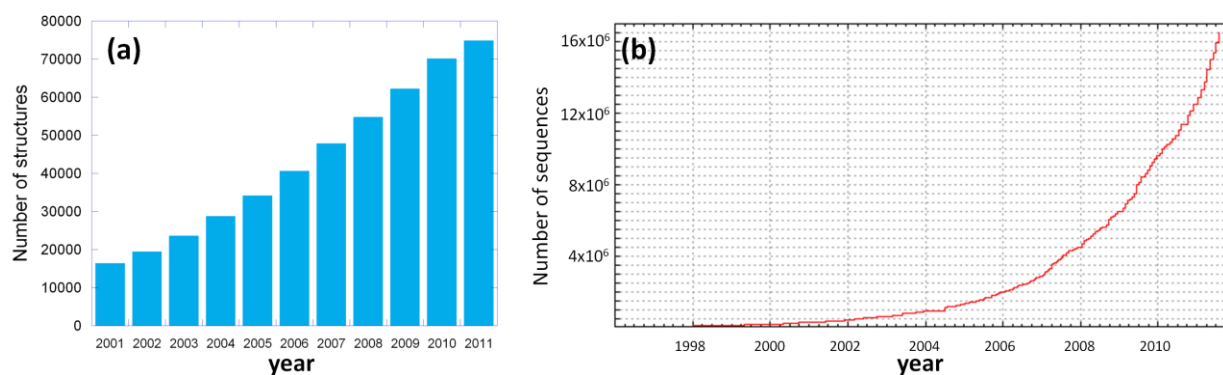 (a)
Number of structures
80000
70000
60000
50000
40000
30000
20000
10000
0
2001 2002 2003 2004 2005 2006 2007 2008 2009 2010 2011
year
(b)
Number of sequences
16x10⁶
12x10⁶
8x10⁶
4x10⁶
1998 2000 2002 2004 2006 2008 2010
year